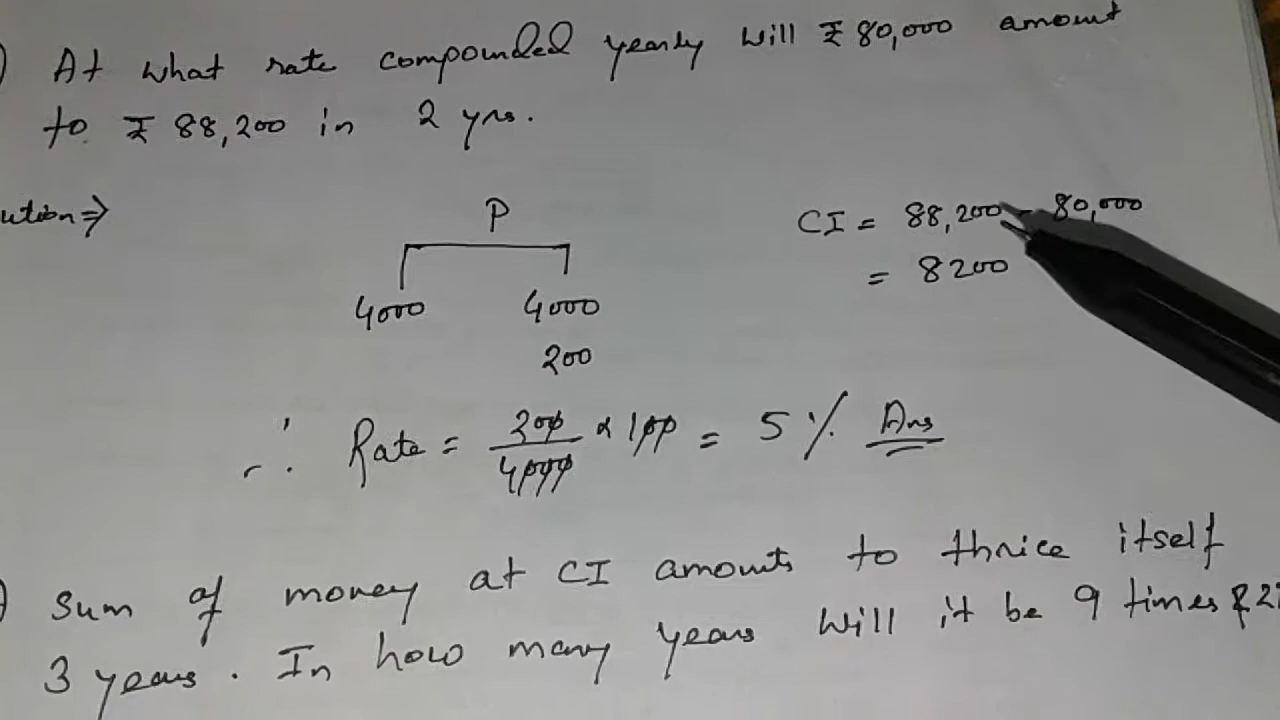 ) At what rate compounded yearly will ₹ 80,000 amount
to ₹ 88,200 in 2 yrs.
ution ⇒
P
CI = 88,200 - 80,000
= 8200
4000 4000
200
∴ Rate = 200/4000 × 100 = 5 % Ans
) Sum of money at CI amounts to thrice itself
3 years. In how many years will it be 9 times & 2